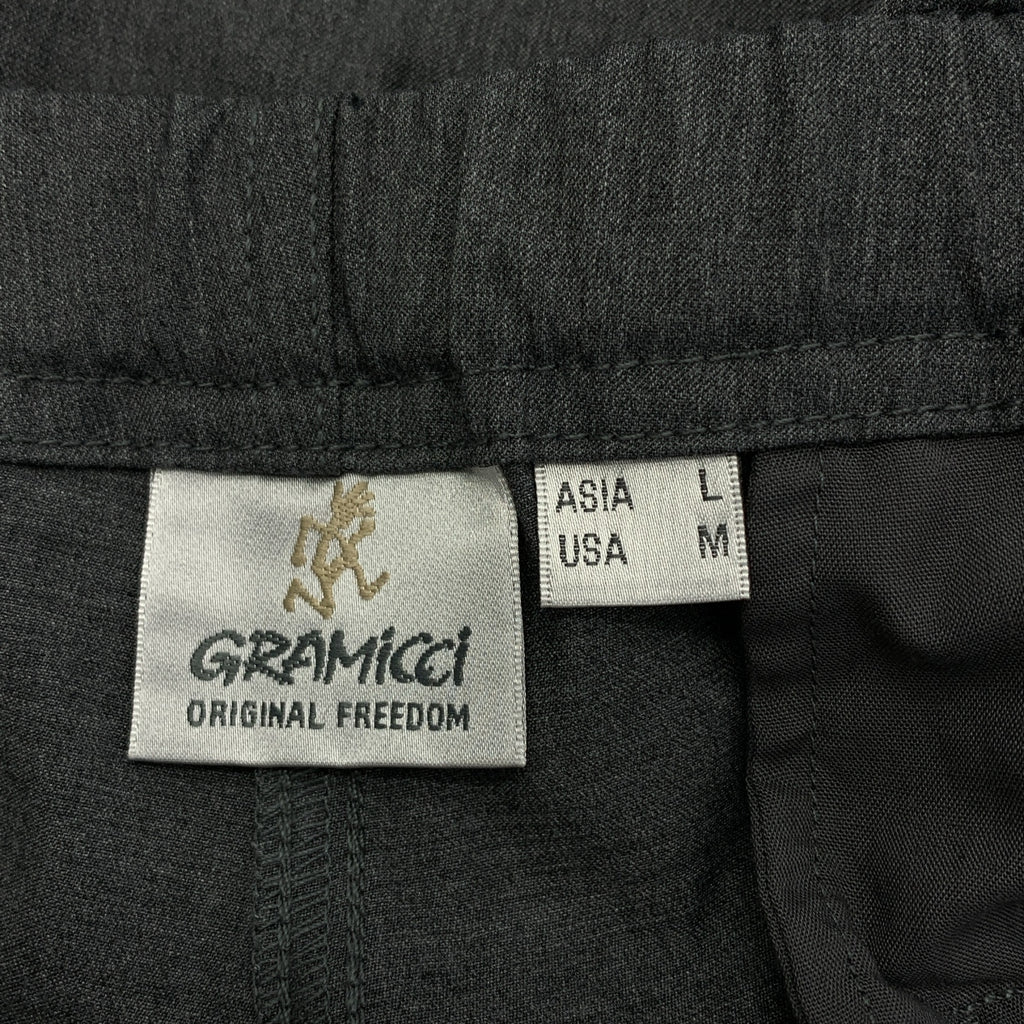 GRAMiCCi
ORIGINAL FREEDOM
ASIA L
USA M